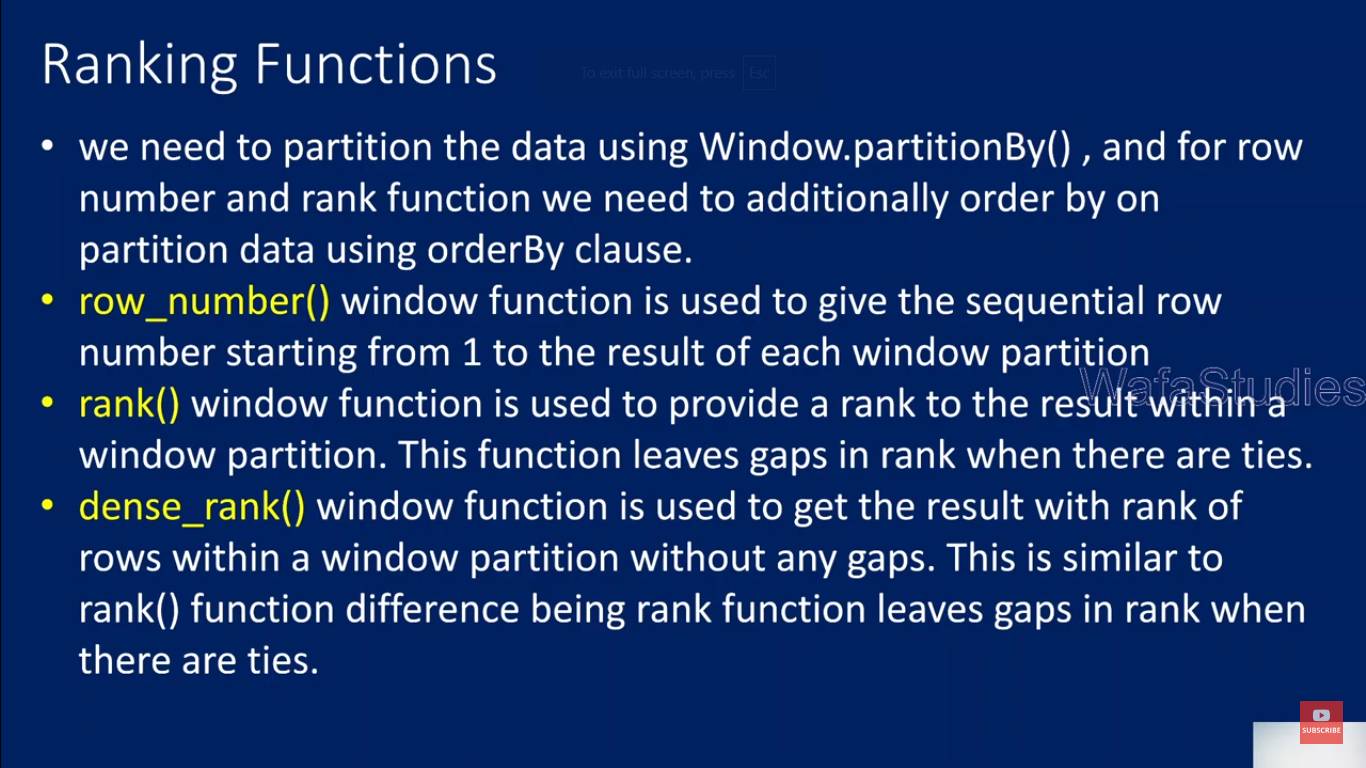 Ranking Functions
To exit full screen, press Esc
• we need to partition the data using Window.partitionBy() , and for row
number and rank function we need to additionally order by on
partition data using orderBy clause.
• row_number() window function is used to give the sequential row
number starting from 1 to the result of each window partition
WafaStudies
• rank() window function is used to provide a rank to the result within a
window partition. This function leaves gaps in rank when there are ties.
• dense_rank() window function is used to get the result with rank of
rows within a window partition without any gaps. This is similar to
rank() function difference being rank function leaves gaps in rank when
there are ties.
SUBSCRIBE